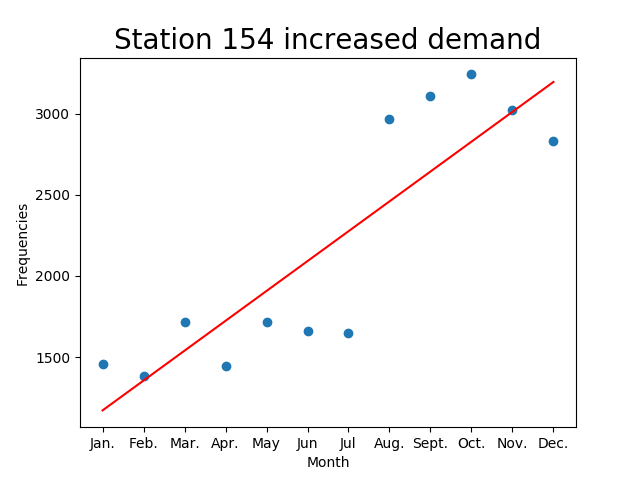 Station 154 increased demand
3000
2500
2000
1500
Frequencies
Jan. Feb. Mar. Apr. May Jun Jul Aug. Sept. Oct. Nov. Dec.
Month